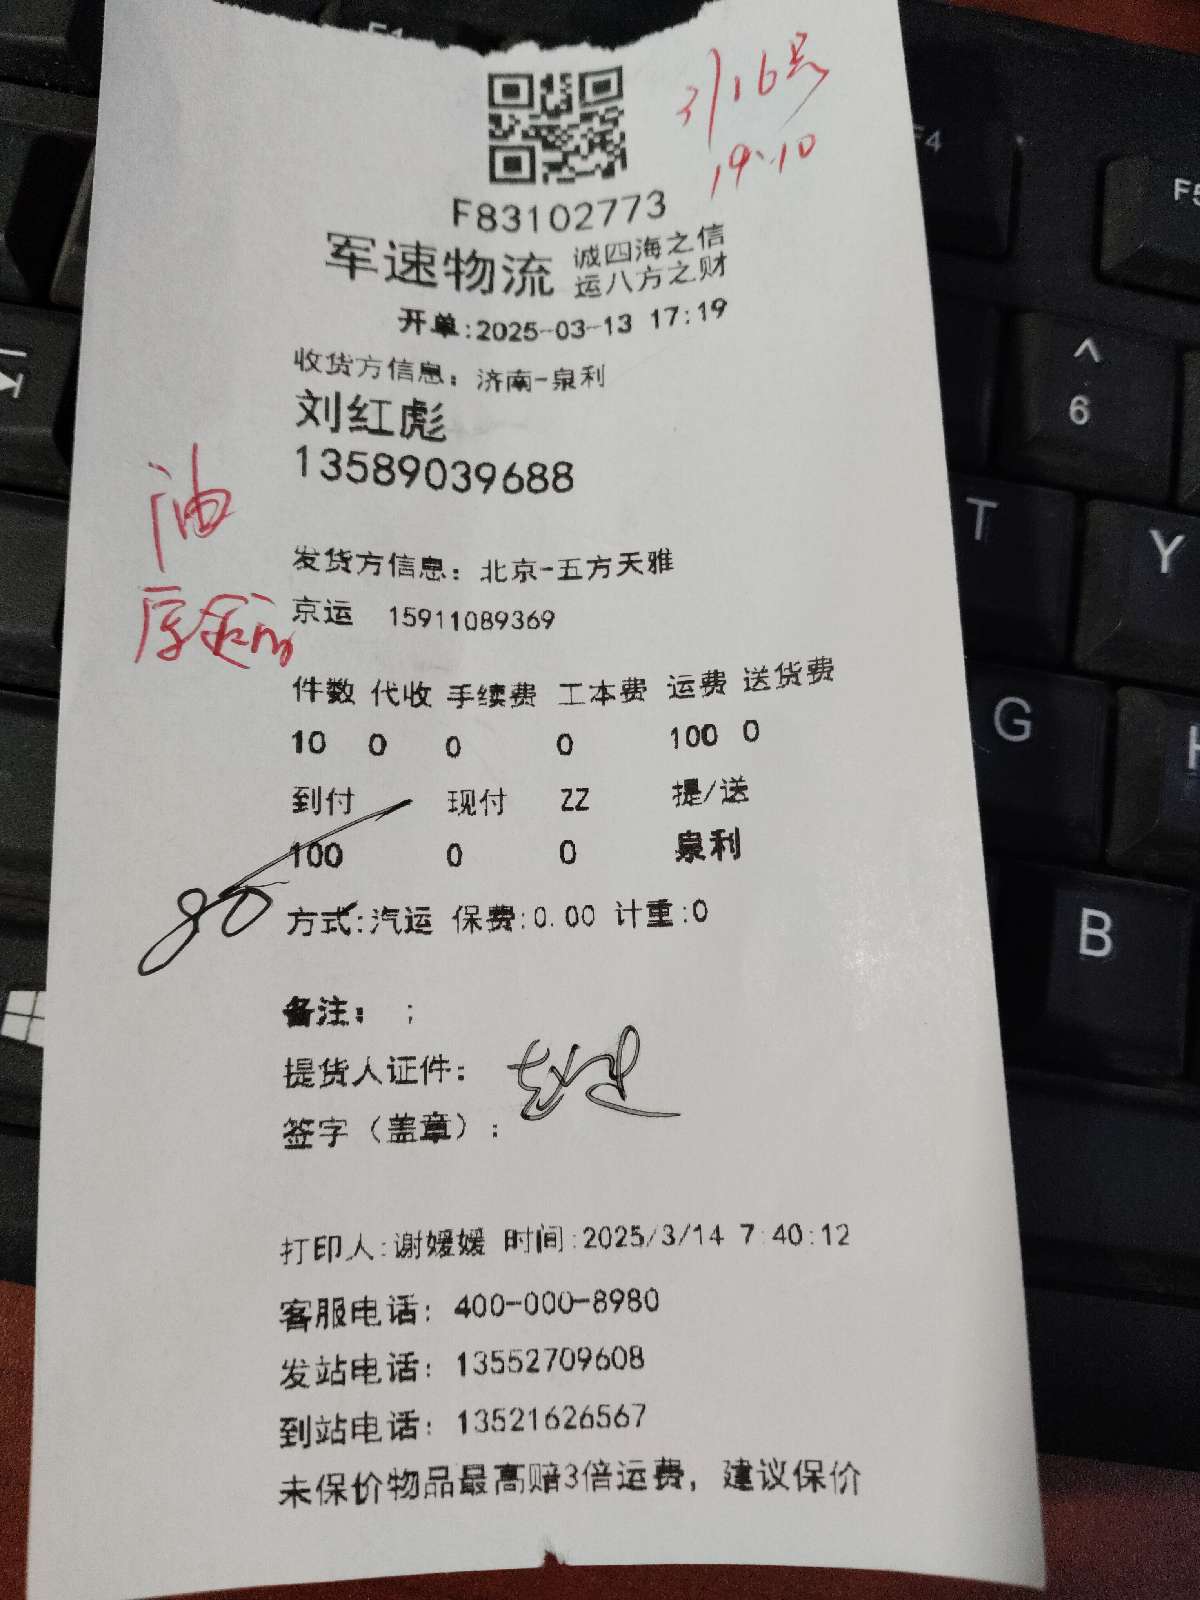 3/16号
19:10
F83102773
军速物流 诚四海之信
运八方之财
开单:2025-03-13 17:19
收货方信息：济南-泉利
刘红彪
13589039688
油
发货方信息：北京-五方天雅
京运 15911089369
件数 代收 手续费 工本费 运费 送货费
10 0 0 0 100 0
到付 现付 ZZ 提/送
100 0 0 泉利
80
方式:汽运 保费:0.00 计重:0
备注： ;
提货人证件：
签字（盖章）：
打印人:谢媛媛 时间:2025/3/14 7:40:12
客服电话：400-000-8980
发站电话：13552709608
到站电话：13521626567
未保价物品最高赔3倍运费，建议保价
F4
F5
^
6
T
Y
G
H
B